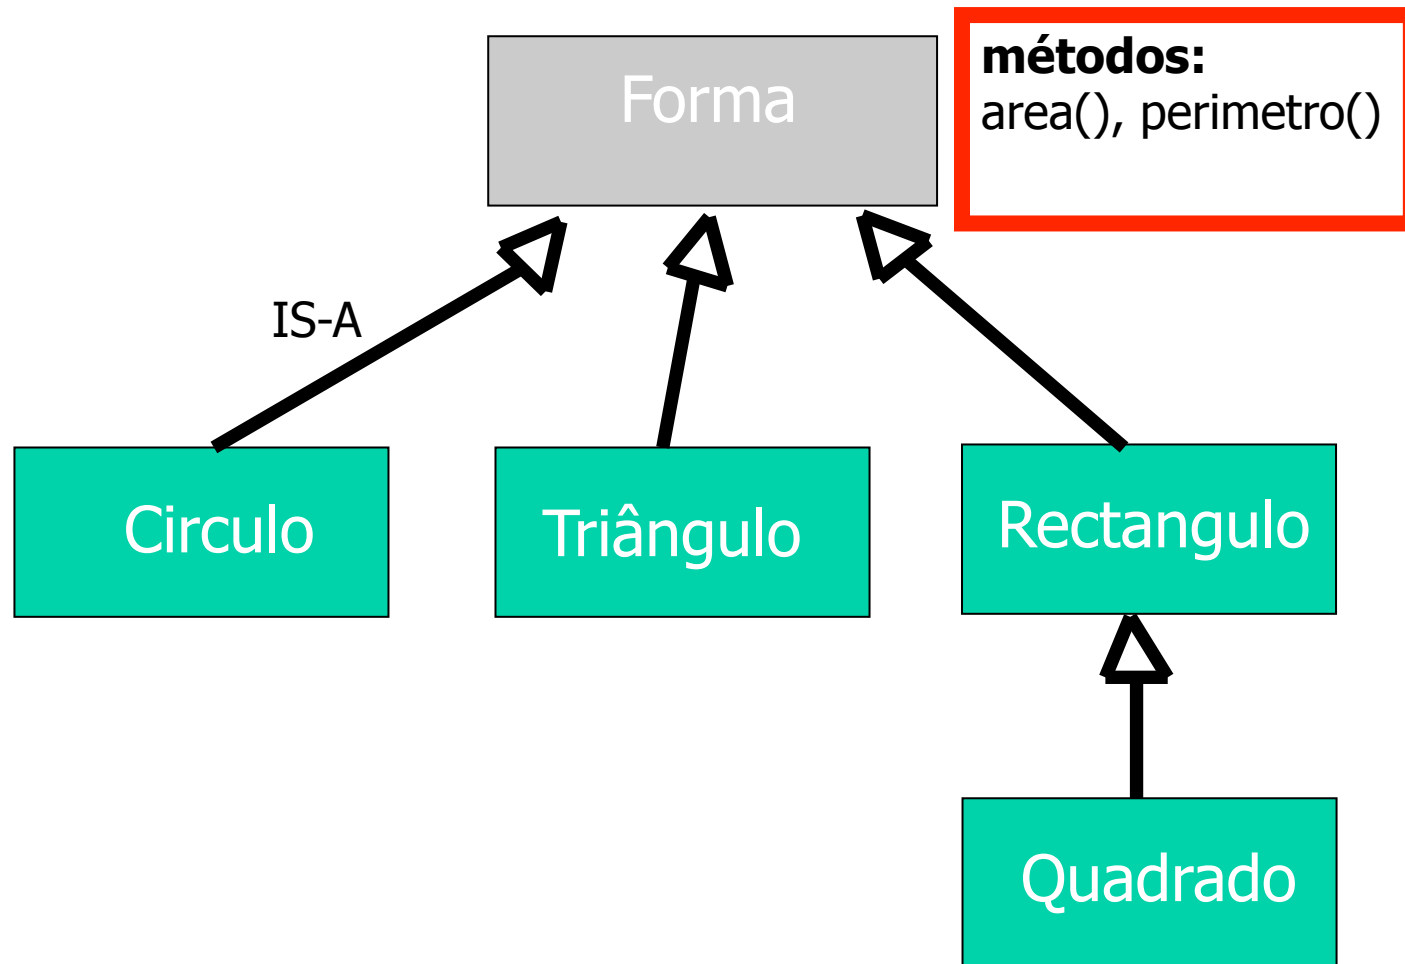 Forma
métodos:
area(), perimetro()
IS-A
Circulo
Triângulo
Rectangulo
Quadrado